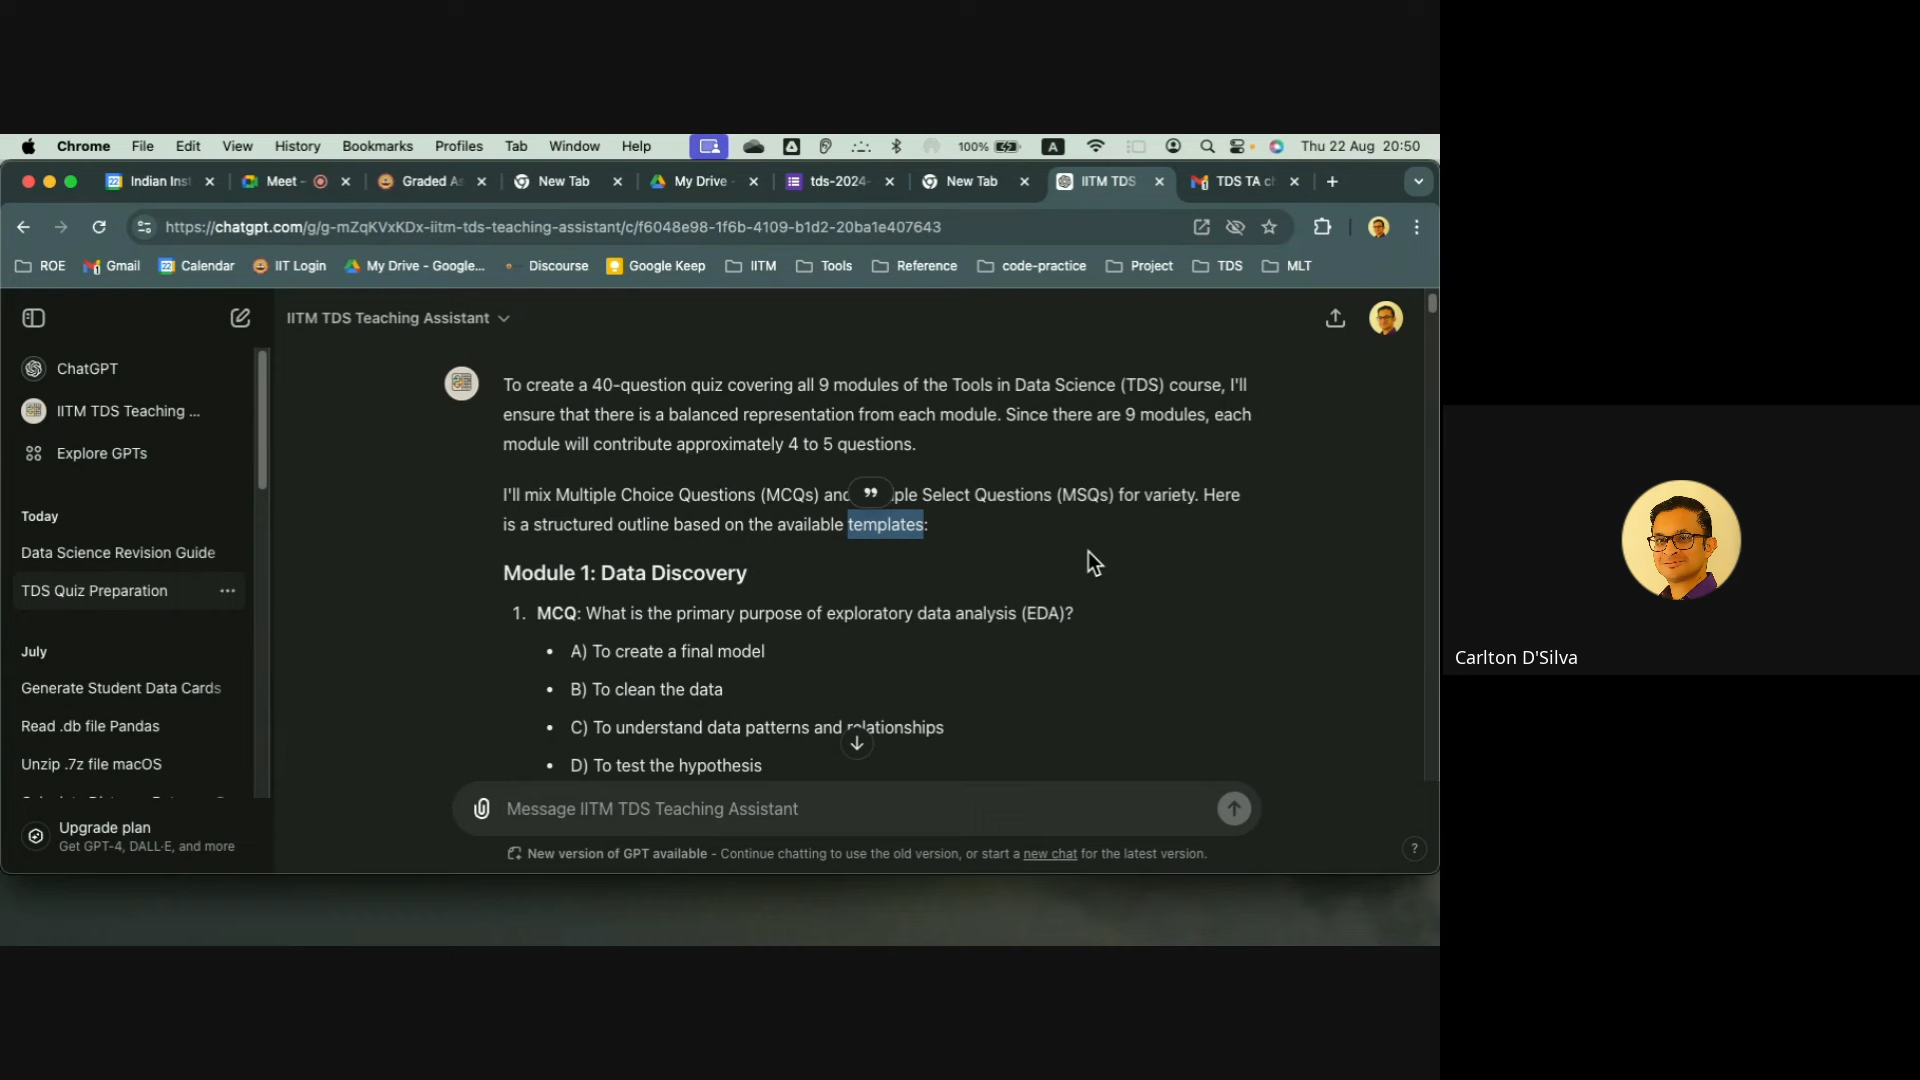 Chrome File Edit View History Bookmarks Profiles Tab Window Help 100% A Thu 22 Aug 20:50
Indian Inst Meet - Graded As New Tab My Drive - tds-2024- New Tab IITM TDS TDS TA ch
https://chatgpt.com/g/g-mZqKVxKDx-iitm-tds-teaching-assistant/c/f6048e98-1f6b-4109-b1d2-20ba1e407643
ROE Gmail Calendar IIT Login My Drive - Google... Discourse Google Keep IITM Tools Reference code-practice Project TDS MLT
IITM TDS Teaching Assistant
ChatGPT
IITM TDS Teaching ...
Explore GPTs
Today
Data Science Revision Guide
TDS Quiz Preparation
July
Generate Student Data Cards
Read .db file Pandas
Unzip .7z file macOS
Upgrade plan
Get GPT-4, DALL·E, and more
To create a 40-question quiz covering all 9 modules of the Tools in Data Science (TDS) course, I'll
ensure that there is a balanced representation from each module. Since there are 9 modules, each
module will contribute approximately 4 to 5 questions.
I'll mix Multiple Choice Questions (MCQs) and ple Select Questions (MSQs) for variety. Here
is a structured outline based on the available templates:
Module 1: Data Discovery
1. MCQ: What is the primary purpose of exploratory data analysis (EDA)?
• A) To create a final model
• B) To clean the data
• C) To understand data patterns and relationships
• D) To test the hypothesis
Message IITM TDS Teaching Assistant
New version of GPT available - Continue chatting to use the old version, or start a new chat for the latest version.
?
Carlton D'Silva